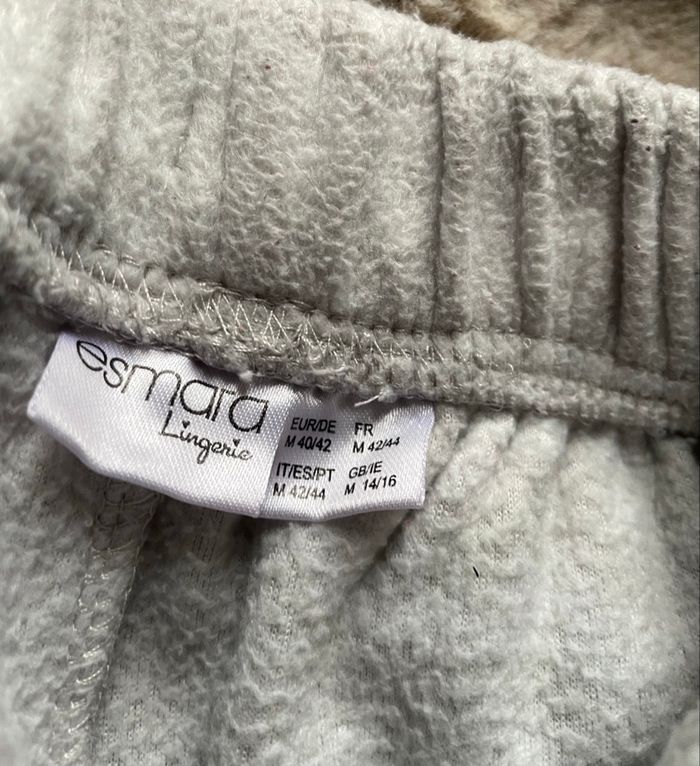 esmara
Lingerie
EUR/DE FR
M 40/42 M 42/44
IT/ES/PT GB/IE
M 42/44 M 14/16